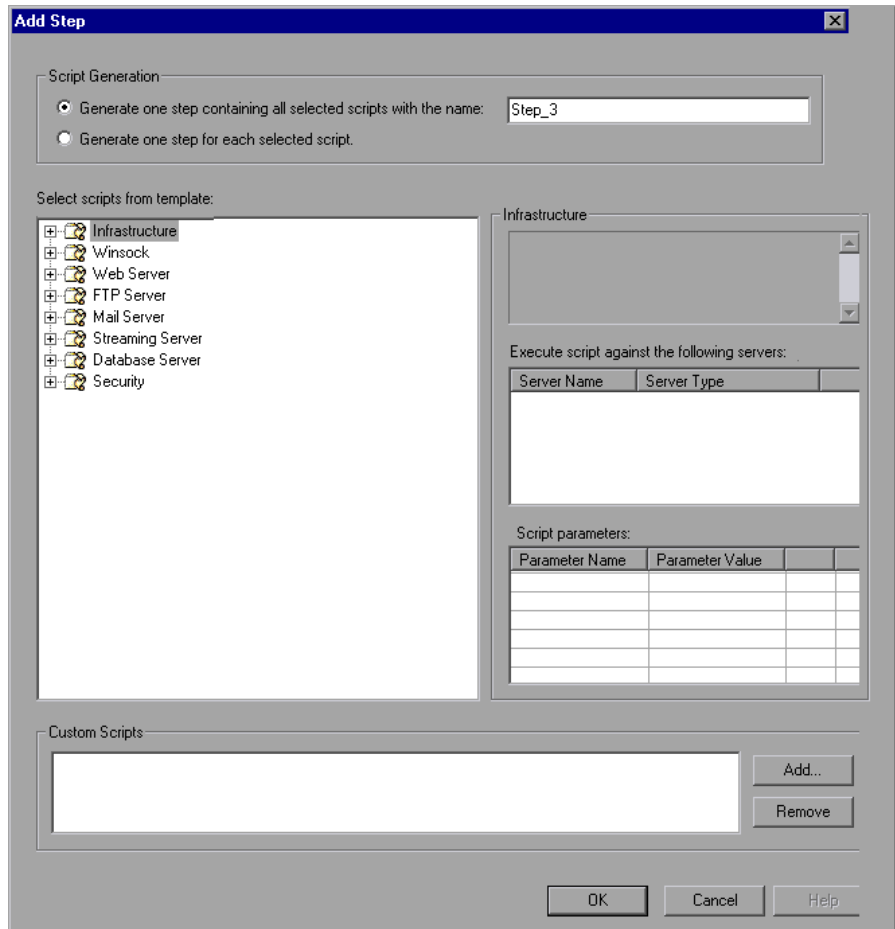 Add Step
Script Generation
Generate one step containing all selected scripts with the name:
Step_3
Generate one step for each selected script.
Select scripts from template:
Infrastructure
Winsock
Web Server
FTP Server
Mail Server
Streaming Server
Database Server
Security
Infrastructure
Execute script against the following servers:
Server Name Server Type
Script parameters:
Parameter Name Parameter Value
Custom Scripts
Add...
Remove
OK Cancel Help